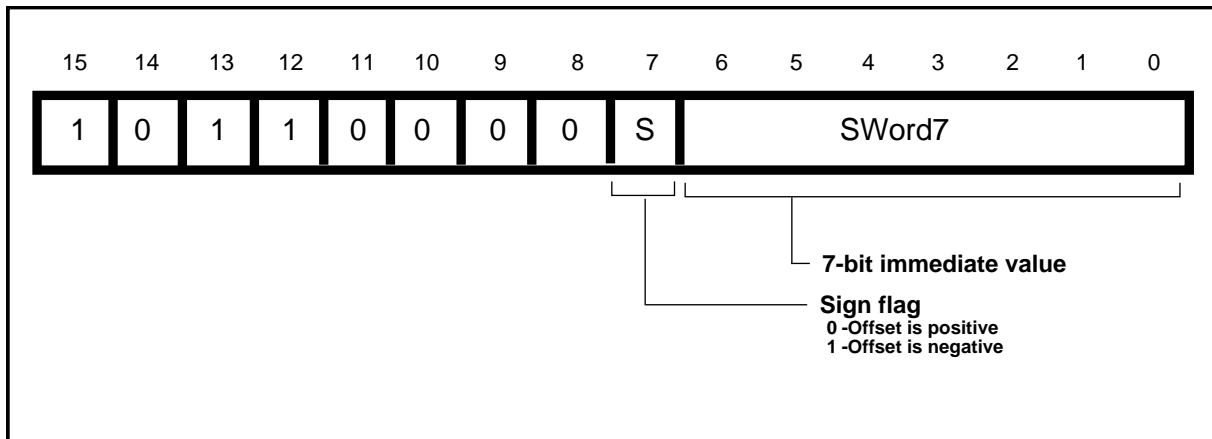 15 14 13 12 11 10 9 8 7 6 5 4 3 2 1 0
1 0 1 1 0 0 0 0 S SWord7
7-bit immediate value
Sign flag
0 -Offset is positive
1 -Offset is negative